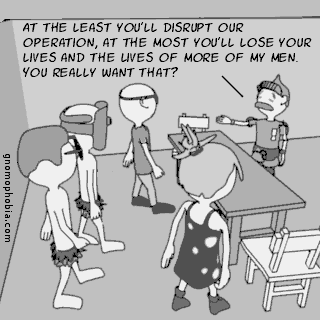 AT THE LEAST YOU'LL DISRUPT OUR
OPERATION, AT THE MOST YOU'LL LOSE YOUR
LIVES AND THE LIVES OF MORE OF MY MEN.
YOU REALLY WANT THAT?
gnomophobia.com